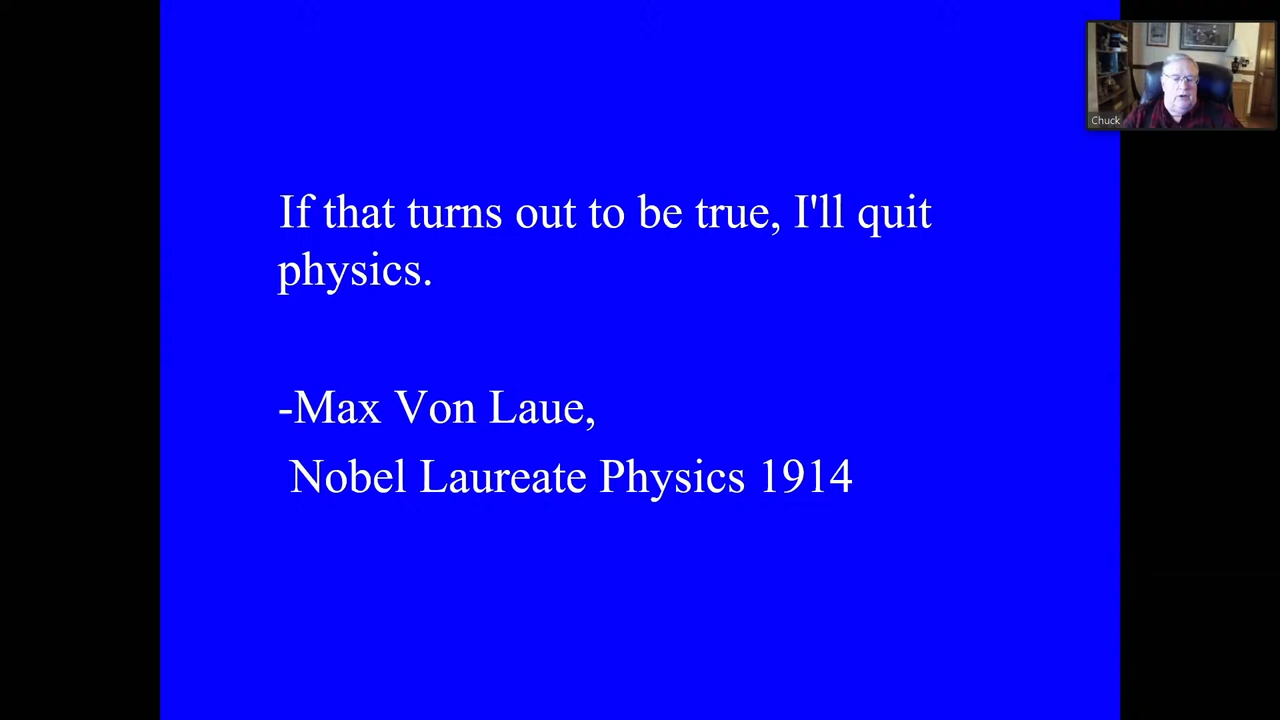 If that turns out to be true, I'll quit
physics.
-Max Von Laue,
Nobel Laureate Physics 1914
Chuck